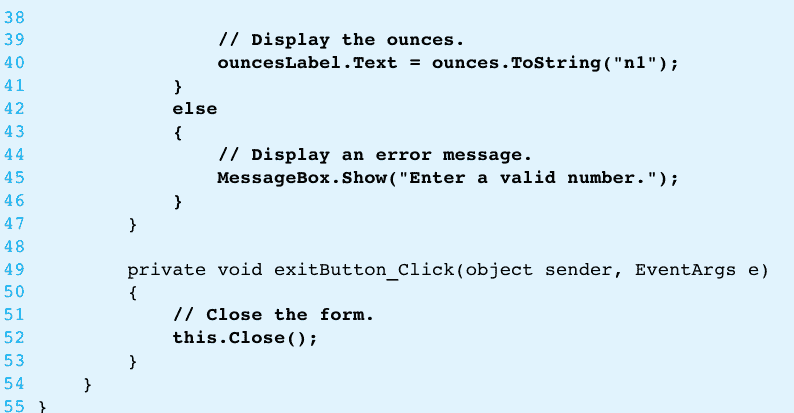 38
39 // Display the ounces.
40 ouncesLabel.Text = ounces.ToString("n1");
41 }
42 else
43 {
44 // Display an error message.
45 MessageBox.Show("Enter a valid number.");
46 }
47 }
48
49 private void exitButton_Click(object sender, EventArgs e)
50 {
51 // Close the form.
52 this.Close();
53 }
54 }
55 }